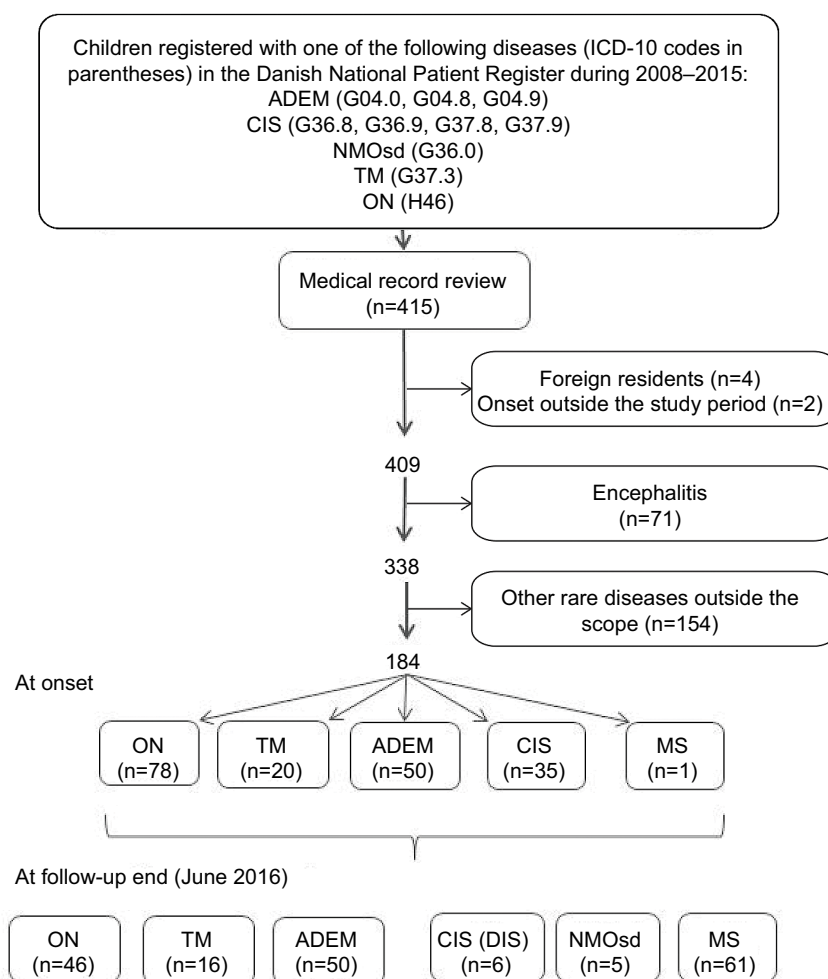 Children registered with one of the following diseases (ICD-10 codes in
parentheses) in the Danish National Patient Register during 2008–2015:
ADEM (G04.0, G04.8, G04.9)
CIS (G36.8, G36.9, G37.8, G37.9)
NMOsd (G36.0)
TM (G37.3)
ON (H46)
Medical record review
(n=415)
Foreign residents (n=4)
Onset outside the study period (n=2)
409
Encephalitis
(n=71)
338
Other rare diseases outside the
scope (n=154)
184
At onset
ON
(n=78)
TM
(n=20)
ADEM
(n=50)
CIS
(n=35)
MS
(n=1)
At follow-up end (June 2016)
ON
(n=46)
TM
(n=16)
ADEM
(n=50)
CIS (DIS)
(n=6)
NMOsd
(n=5)
MS
(n=61)